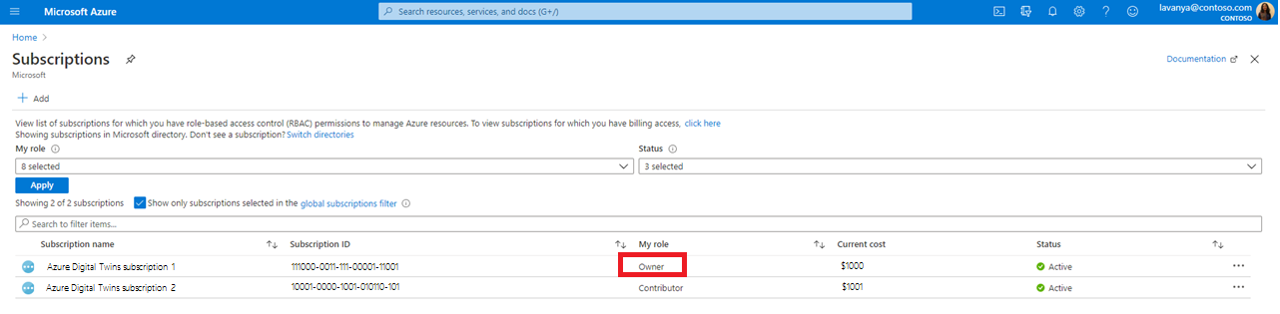 Microsoft Azure
Search resources, services, and docs (G+/)
lavanya@contoso.com
CONTOSO
Home
Subscriptions
Microsoft
Documentation
Add
View list of subscriptions for which you have role-based access control (RBAC) permissions to manage Azure resources. To view subscriptions for which you have billing access, click here
Showing subscriptions in Microsoft directory. Don't see a subscription? Switch directories
My role Status
8 selected 3 selected
Apply
Showing 2 of 2 subscriptions Show only subscriptions selected in the global subscriptions filter
Search to filter items...
Subscription name Subscription ID My role Current cost Status
Azure Digital Twins subscription 1 111000-0011-111-00001-11001 Owner $1000 Active
Azure Digital Twins subscription 2 10001-0000-1001-010110-101 Contributor $1001 Active